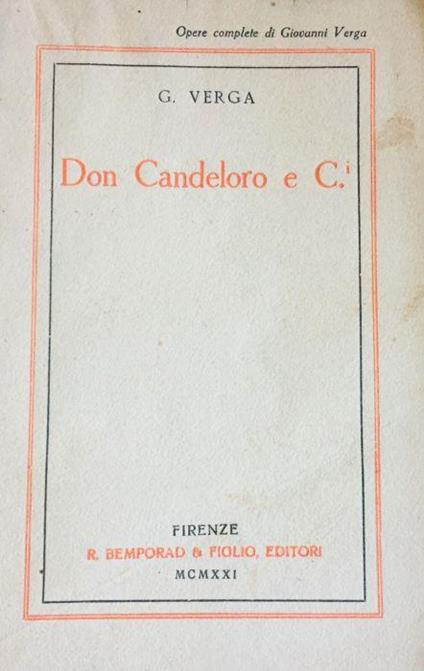 Opere complete di Giovanni Verga
G. VERGA
Don Candeloro e C.i
FIRENZE
R. BEMPORAD & FIGLIO, EDITORI
MCMXXI